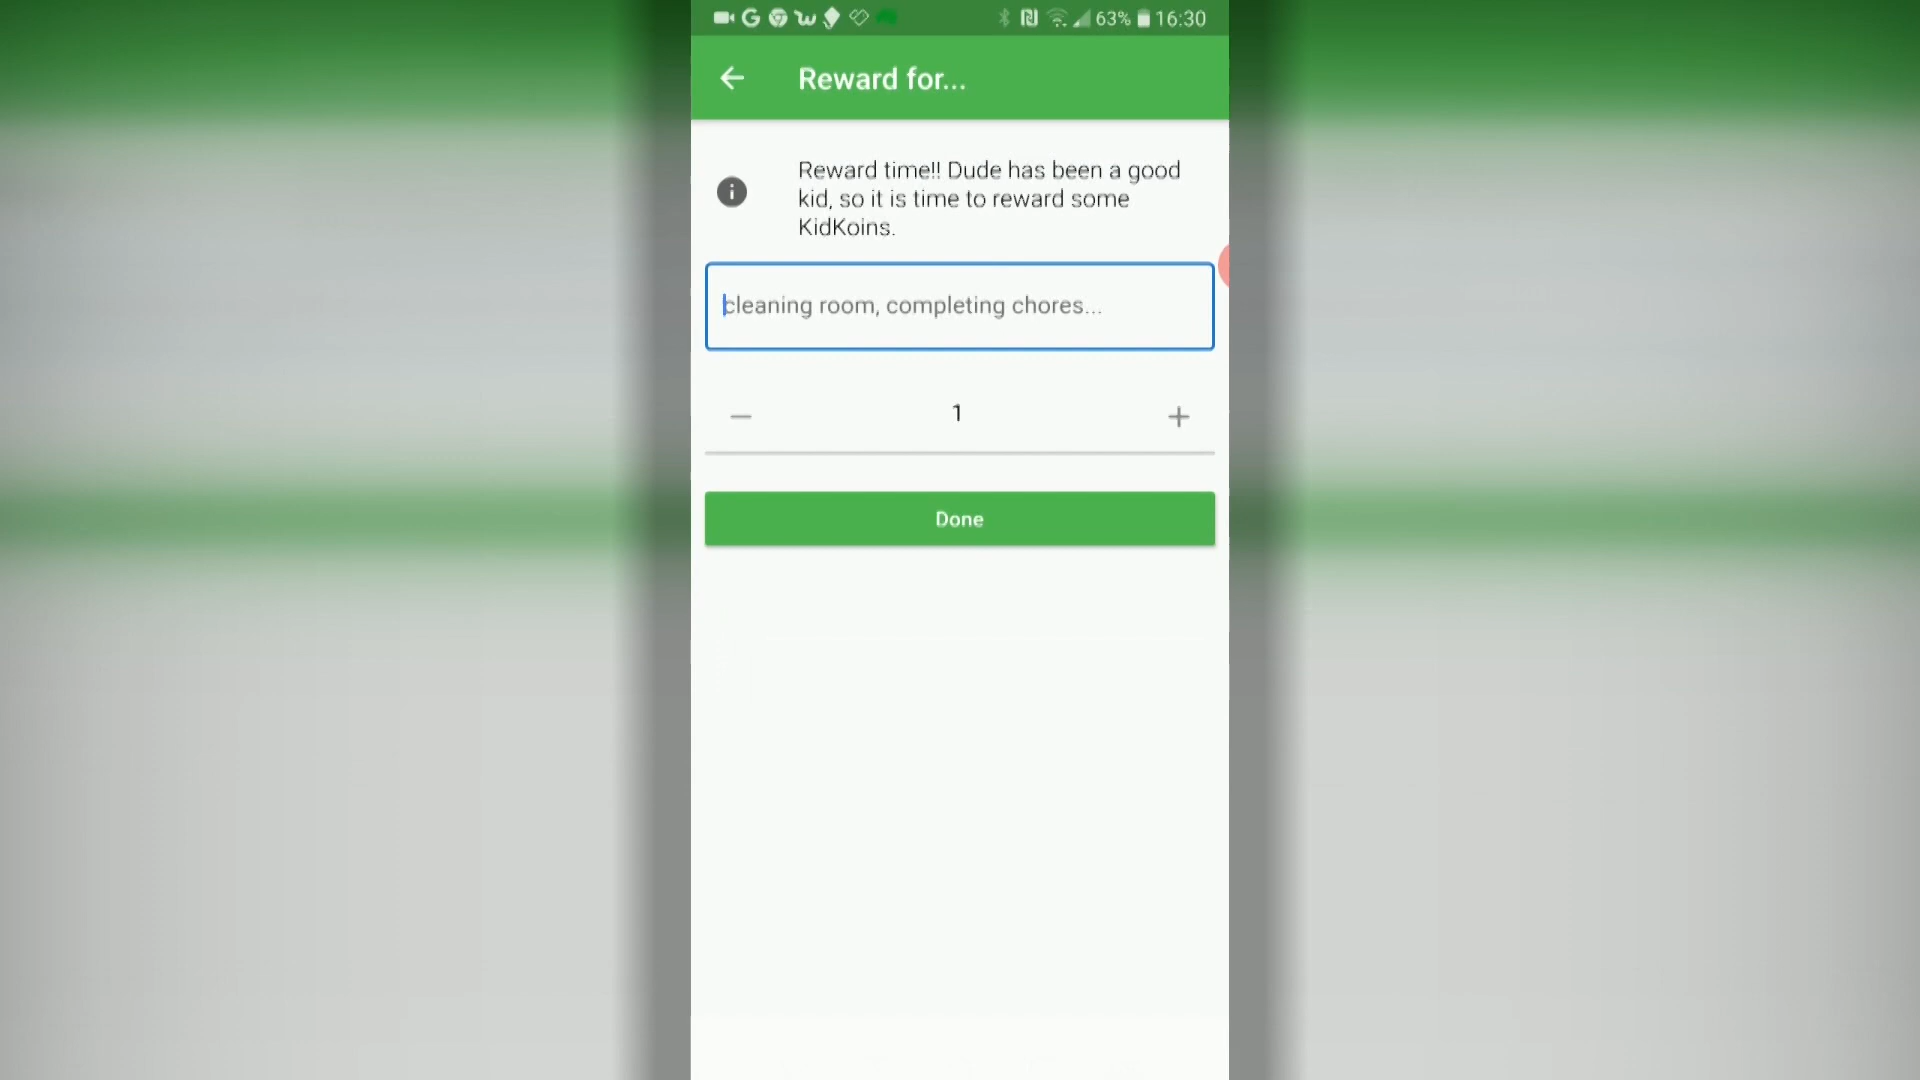 63% 16:30
Reward for...
Reward time!! Dude has been a good
kid, so it is time to reward some
KidKoins.
cleaning room, completing chores...
1
Done